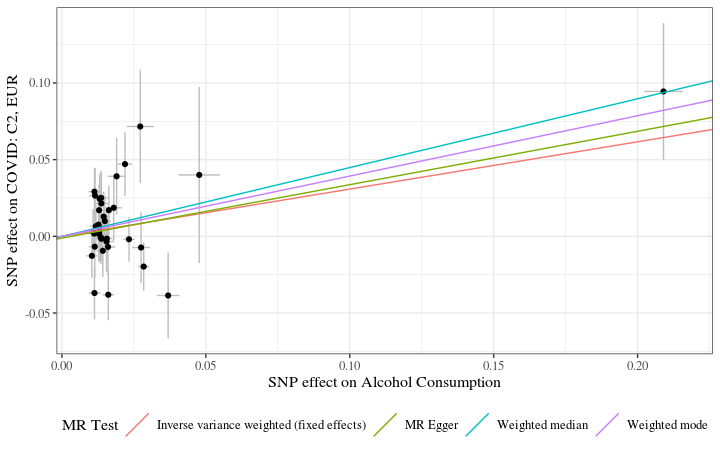 SNP effect on COVID: C2, EUR
0.10
0.05
0.00
-0.05
0.00 0.05 0.10 0.15 0.20
SNP effect on Alcohol Consumption
MR Test Inverse variance weighted (fixed effects) MR Egger Weighted median Weighted mode